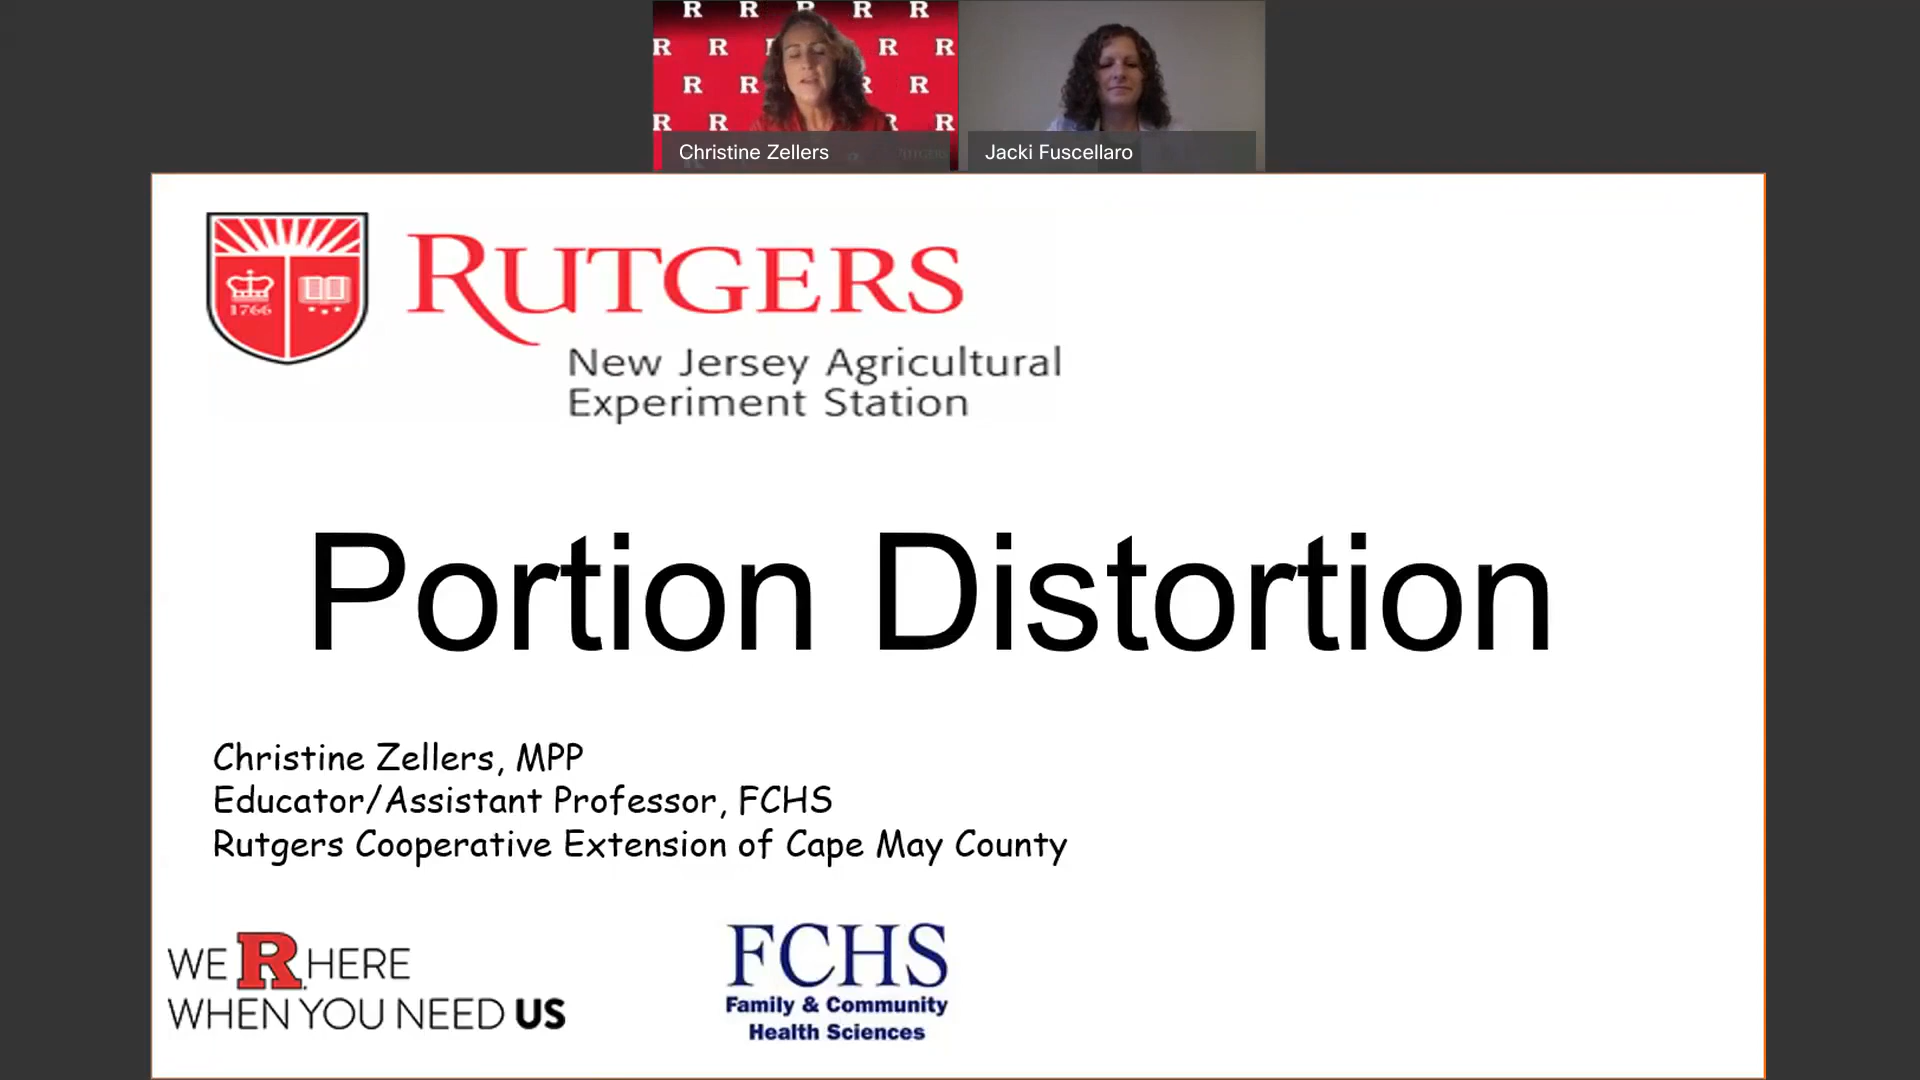 R R R R R
R R R R
R R R
R R R R
Christine Zellers
Jacki Fuscellaro
1766
RUTGERS
New Jersey Agricultural
Experiment Station
Portion Distortion
Christine Zellers, MPP
Educator/Assistant Professor, FCHS
Rutgers Cooperative Extension of Cape May County
WE R HERE
WHEN YOU NEED US
FCHS
Family & Community
Health Sciences